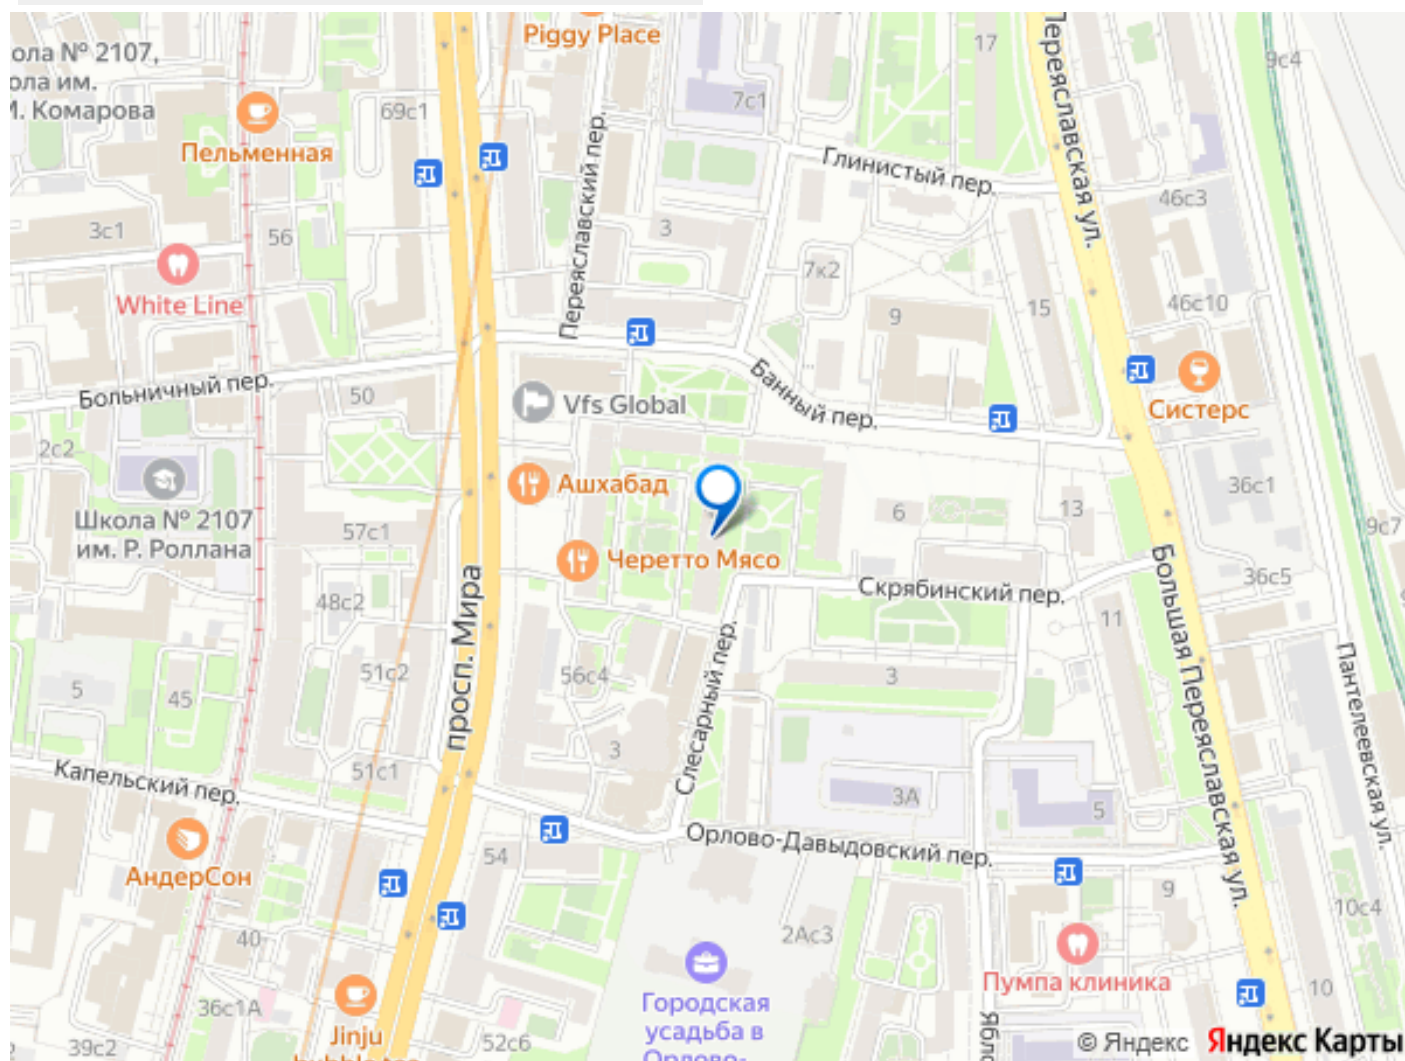 Piggy Place
ола № 2107,
ола им.
И. Комарова
69с1
7с1
17
Переяславская ул.
9с4
Пельменная
Переяславский пер.
Глинистый пер.
46с3
3с1
56
3
7к2
White Line
9
15
46с10
Больничный пер.
50
Vfs Global
Банный пер.
Систерс
2с2
Школа № 2107
им. Р. Роллана
57с1
Ашхабад
6
13
36с1
9с7
Черетто Мясо
Скрябинский пер.
36с5
48с2
просп. Мира
11
Большая Переяславская ул.
Пантелеевская ул.
5
45
51с2
56с4
Слесарный пер.
3
3
51с1
Капельский пер.
3А
5
АндерСон
54
Орлово-Давыдовский пер.
9
10с4
40
2Ас3
36с1А
Городская
усадьба в
Орлово-
Пумпа клиника
10
39с2
Jinju
bubble tea
52с6
Ябло
© Яндекс Яндекс Карты